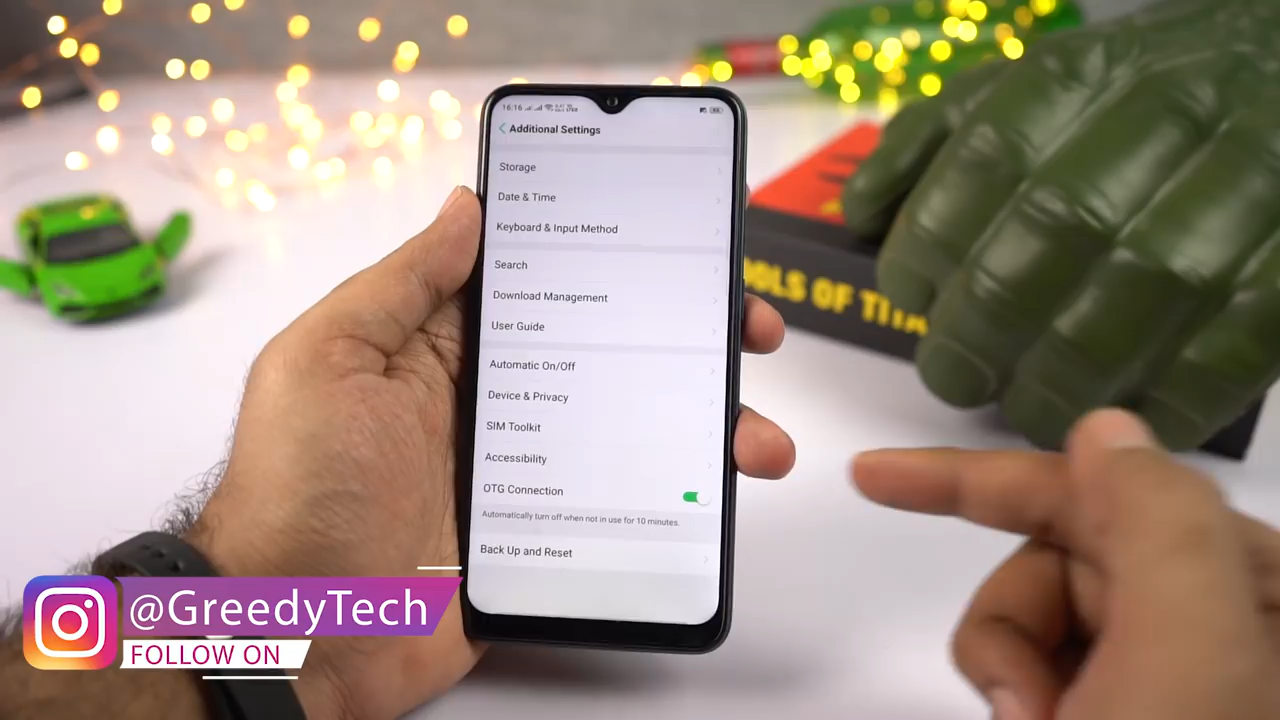 16:16
Additional Settings
Storage
Date & Time
Keyboard & Input Method
Search
Download Management
User Guide
Automatic On/Off
Device & Privacy
SIM Toolkit
Accessibility
OTG Connection
Automatically turn off when not in use for 10 minutes.
Back Up and Reset
OOLS OF
@GreedyTech
FOLLOW ON